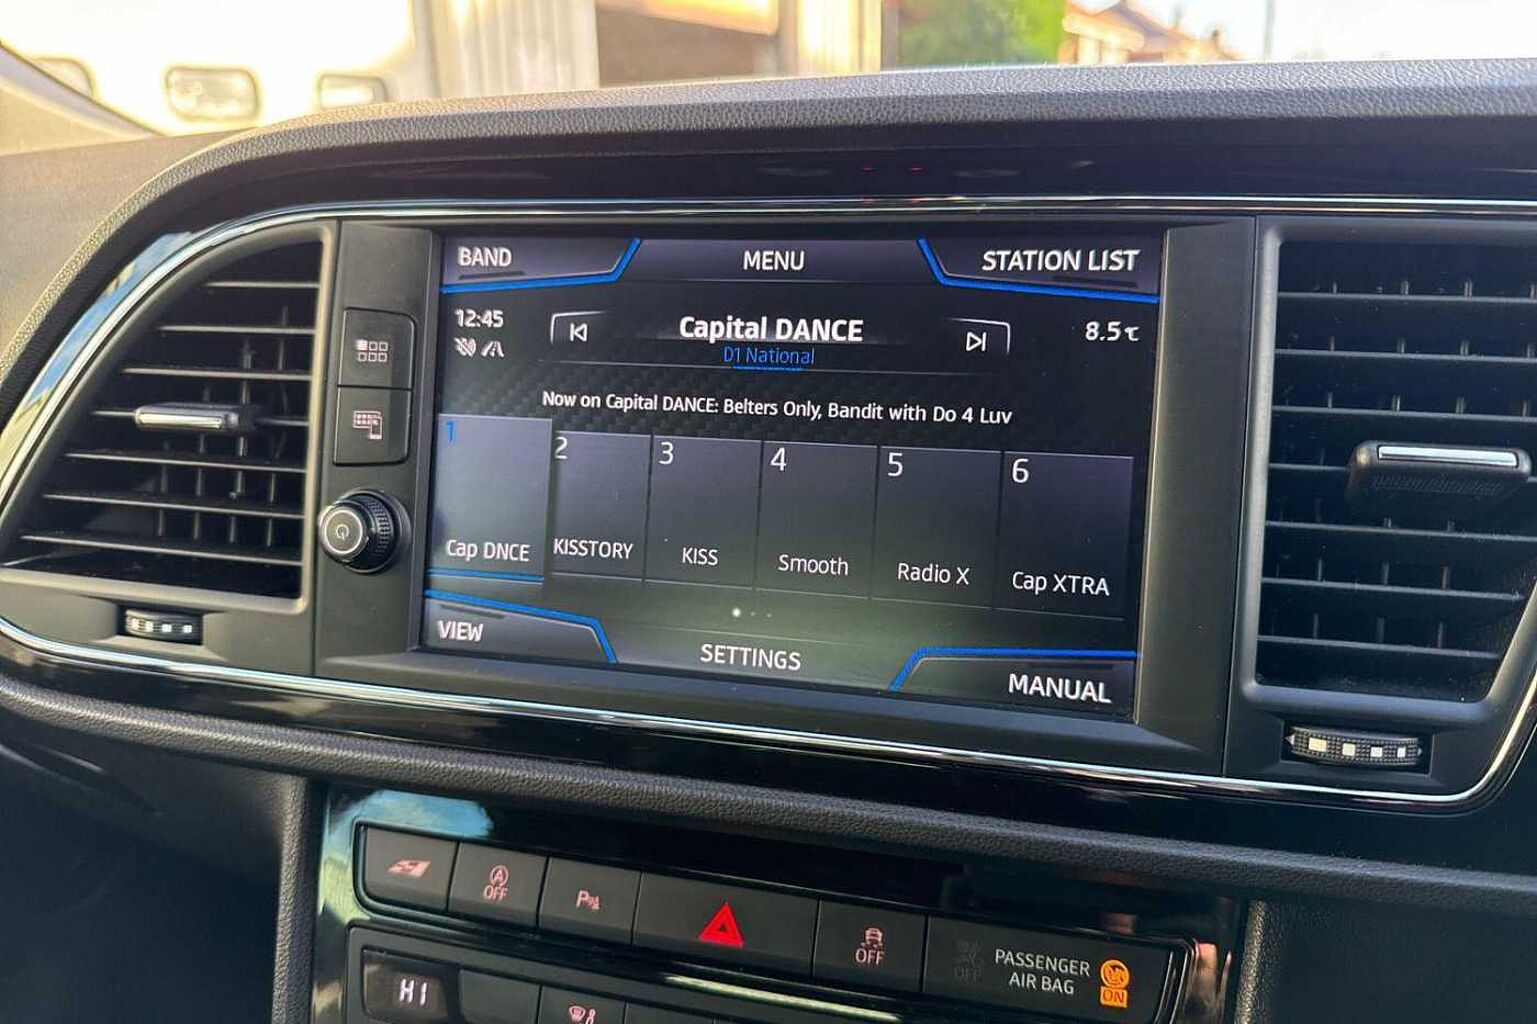 BAND
MENU
STATION LIST
12:45
Capital DANCE
8.5℃
D1 National
Now on Capital DANCE: Belters Only, Bandit with Do 4 Luv
1
2
3
4
5
6
Cap DNCE
KISSTORY
KISS
Smooth
Radio X
Cap XTRA
VIEW
SETTINGS
MANUAL
A
OFF
P
OFF
OFF
PASSENGER
AIR BAG
ON
HI